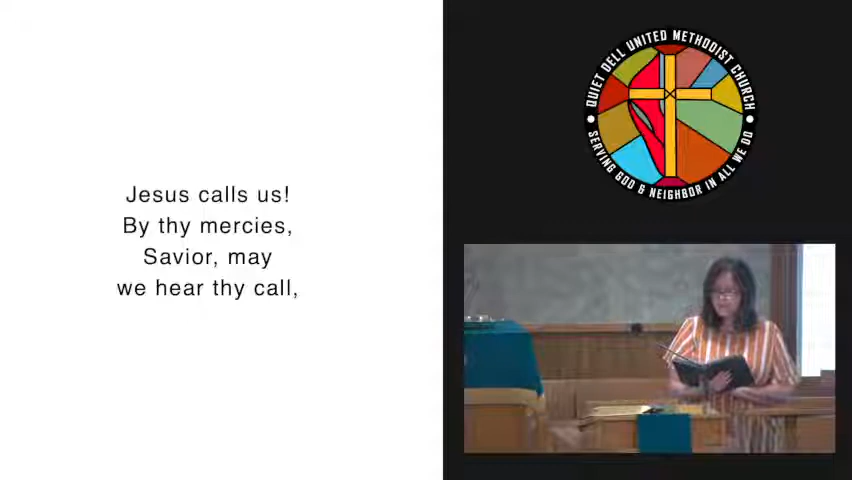 Jesus calls us!
By thy mercies,
Savior, may
we hear thy call,
QUIET DELL UNITED METHODIST CHURCH
SERVING GOD & NEIGHBOR IN ALL WE DO